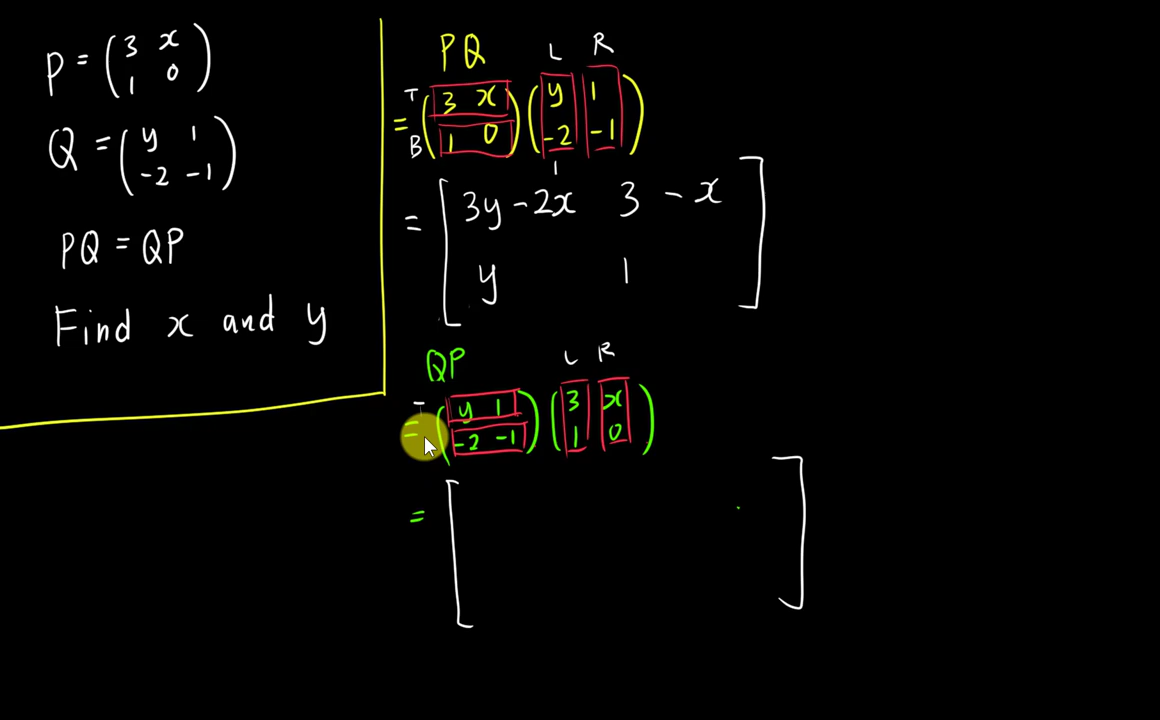 P = (3 x
1 0)
Q = (y 1
-2 -1)
PQ = QP
Find x and y
PQ L R
T
= (3 x) (y 1
B 1 0) (-2 -1)
1
= [3y - 2x 3 - x
y 1]
QP L R
T
= (y 1) (3 x
-2 -1) (1 0)
= [ ]